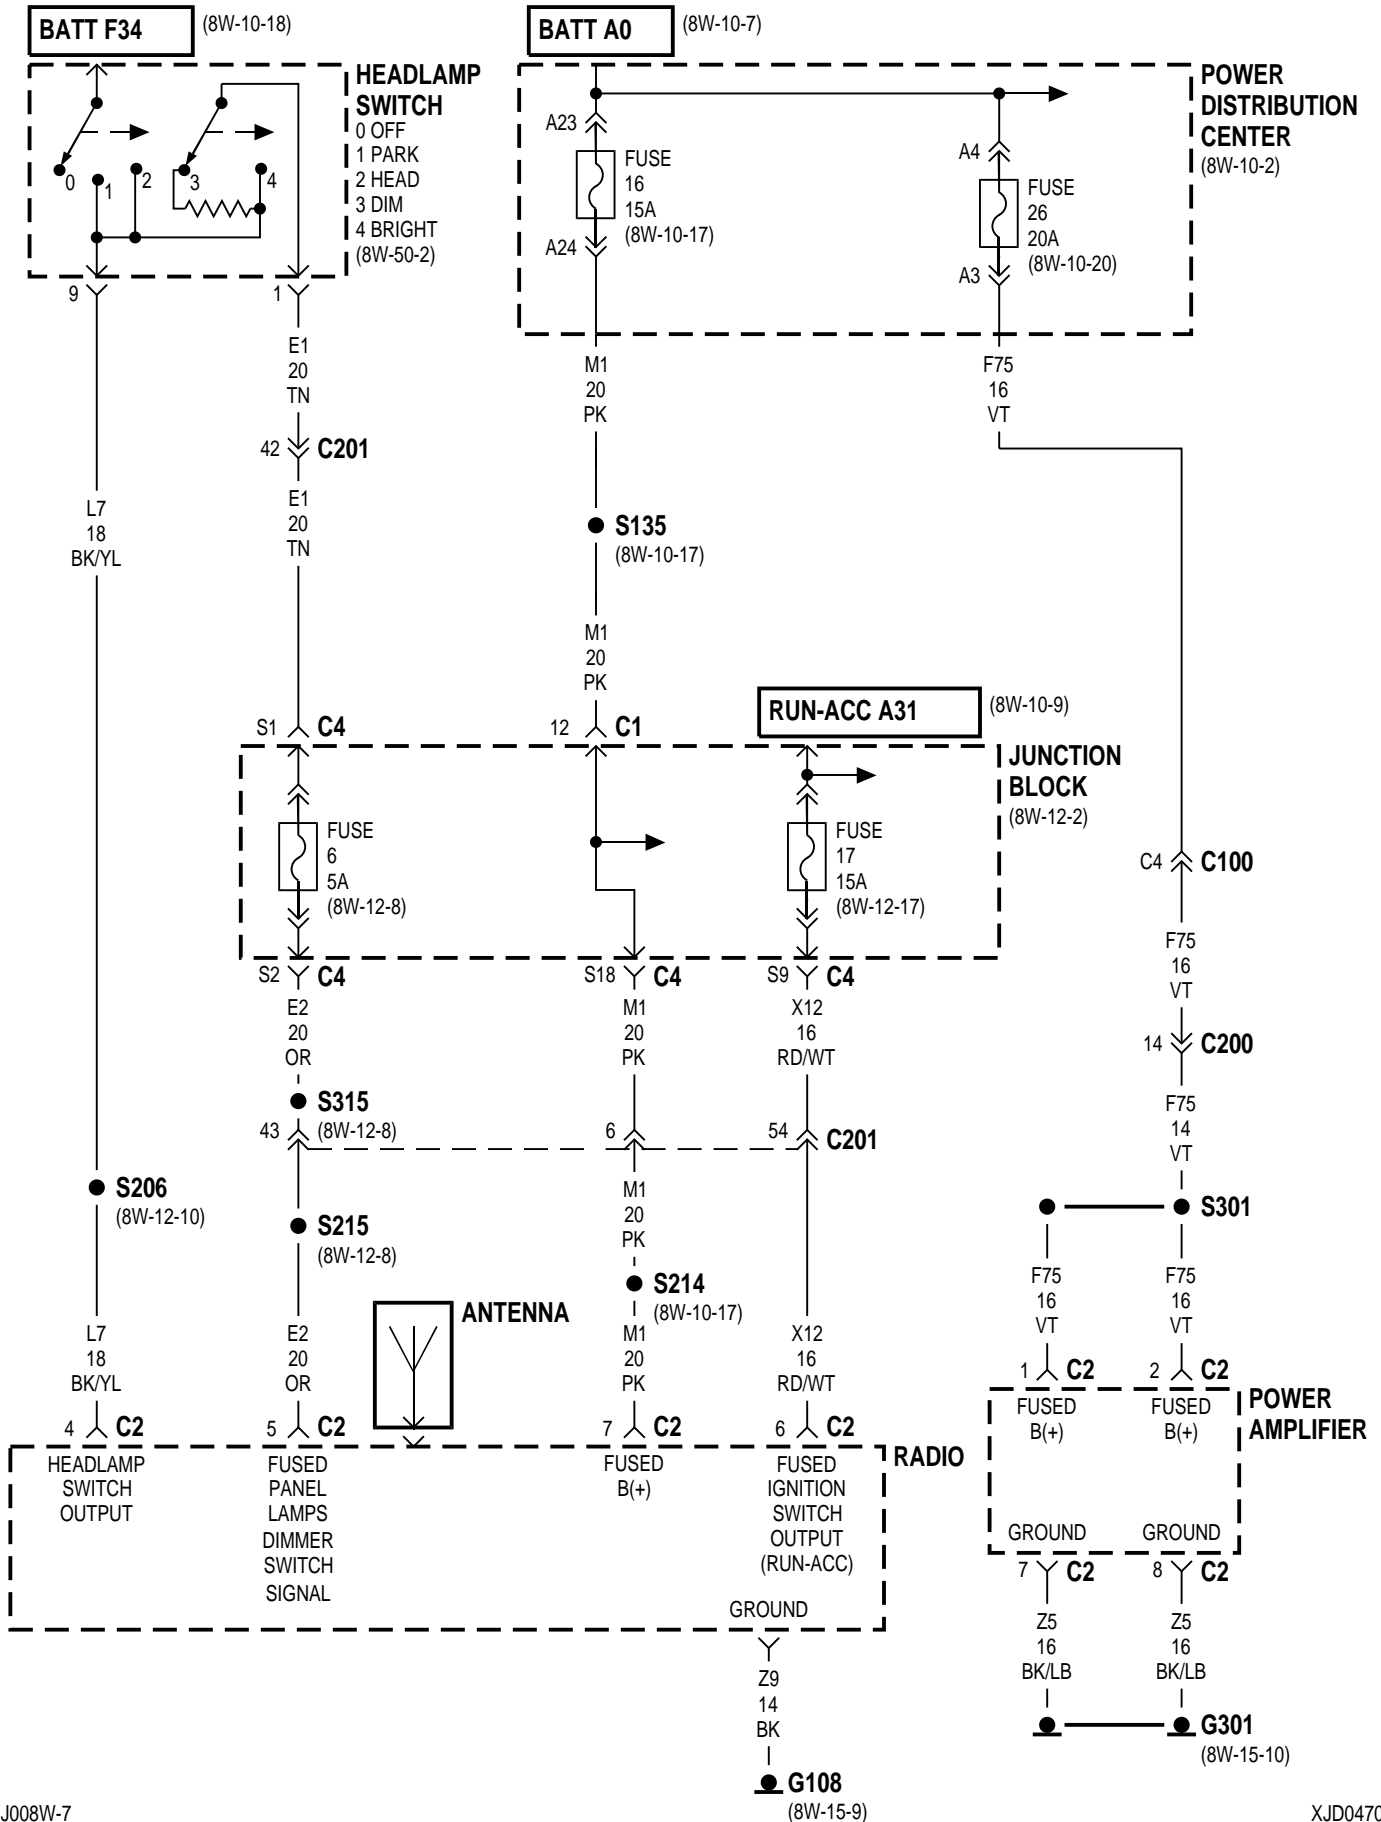 BATT F34
(8W-10-18)
BATT A0
(8W-10-7)
HEADLAMP
SWITCH
0 OFF
1 PARK
2 HEAD
3 DIM
4 BRIGHT
(8W-50-2)
0
1
2
3
4
POWER
DISTRIBUTION
CENTER
(8W-10-2)
A23
FUSE
16
15A
(8W-10-17)
A24
A4
FUSE
26
20A
(8W-10-20)
A3
9
1
E1
20
TN
M1
20
PK
F75
16
VT
42
C201
L7
18
BK/YL
E1
20
TN
S135
(8W-10-17)
M1
20
PK
RUN-ACC A31
(8W-10-9)
S1
C4
12
C1
JUNCTION
BLOCK
(8W-12-2)
FUSE
6
5A
(8W-12-8)
FUSE
17
15A
(8W-12-17)
C4
C100
S2
C4
S18
C4
S9
C4
F75
16
VT
E2
20
OR
M1
20
PK
X12
16
RD/WT
14
C200
S315
(8W-12-8)
43
6
54
C201
F75
14
VT
S206
(8W-12-10)
S215
(8W-12-8)
M1
20
PK
S301
S214
(8W-10-17)
ANTENNA
F75
16
VT
F75
16
VT
L7
18
BK/YL
E2
20
OR
M1
20
PK
X12
16
RD/WT
1
C2
2
C2
4
C2
5
C2
7
C2
6
C2
RADIO
POWER
AMPLIFIER
FUSED
B(+)
FUSED
B(+)
HEADLAMP
SWITCH
OUTPUT
FUSED
PANEL
LAMPS
DIMMER
SWITCH
SIGNAL
FUSED
B(+)
FUSED
IGNITION
SWITCH
OUTPUT
(RUN-ACC)
GROUND
GROUND
GROUND
7
C2
8
C2
Z5
16
BK/LB
Z5
16
BK/LB
Z9
14
BK
G301
(8W-15-10)
G108
(8W-15-9)
J008W-7
XJD0470